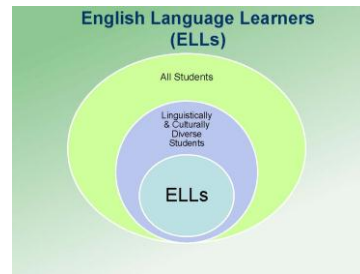 English Language Learners
(ELLs)
All Students
Linguistically
& Culturally
Diverse
Students
ELLs